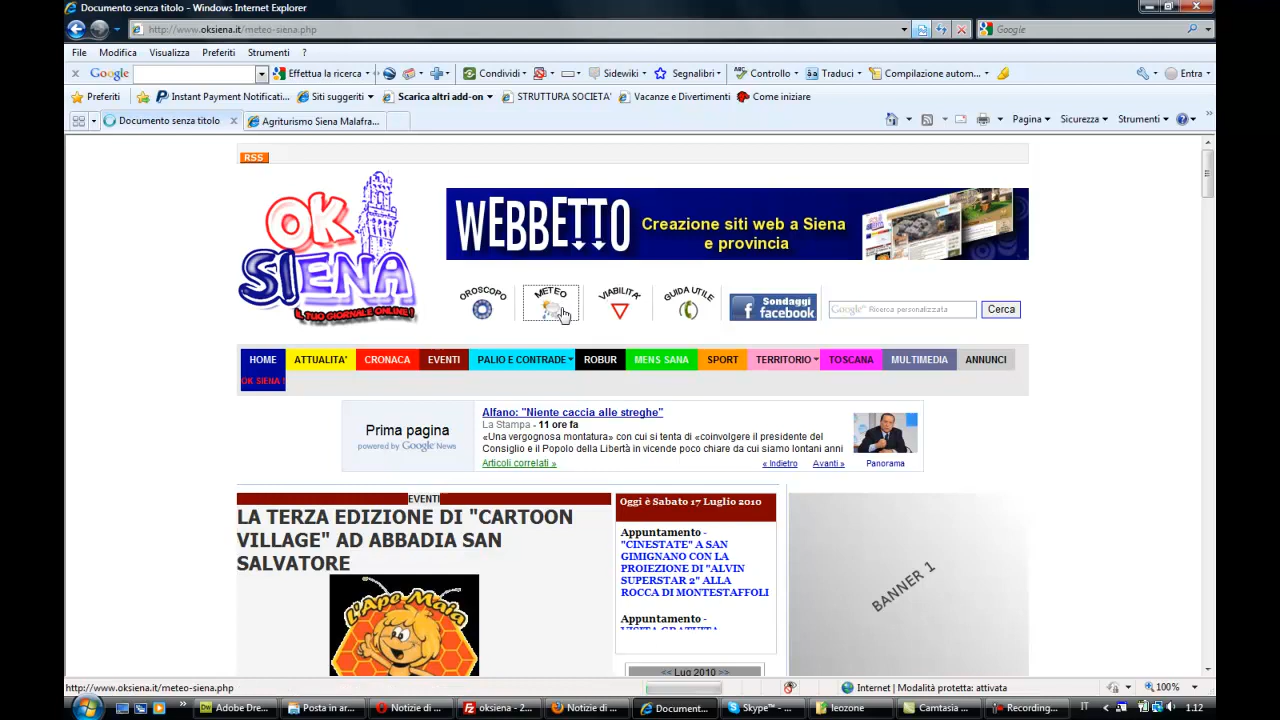 Documento senza titolo - Windows Internet Explorer
http://www.oksiena.it/meteo-siena.php
Google
File Modifica Visualizza Preferiti Strumenti ?
x Google Effettua la ricerca Condividi Sidewiki Segnalibri Controllo Traduci Compilazione autom... Entra
Preferiti Instant Payment Notificati... Siti suggeriti Scarica altri add-on STRUTTURA SOCIETA' Vacanze e Divertimenti Come iniziare
Documento senza titolo x Agriturismo Siena Malafra... Pagina Sicurezza Strumenti
RSS
OK
SIENA
IL TUO GIORNALE ONLINE!
WEBBETTO
Creazione siti web a Siena
e provincia
OROSCOPO METEO VIABILITA' GUIDA UTILE
Sondaggi
facebook
Google™ Ricerca personalizzata Cerca
HOME ATTUALITA' CRONACA EVENTI PALIO E CONTRADE ROBUR MENS SANA SPORT TERRITORIO TOSCANA MULTIMEDIA ANNUNCI
OK SIENA !
Prima pagina
powered by Google News
Alfano: "Niente caccia alle streghe"
La Stampa - 11 ore fa
«Una vergognosa montatura» con cui si tenta di «coinvolgere il presidente del
Consiglio e il Popolo della Libertà in vicende poco chiare da cui siamo lontani anni
Articoli correlati » « Indietro Avanti »
Panorama
EVENTI
LA TERZA EDIZIONE DI "CARTOON
VILLAGE" AD ABBADIA SAN
SALVATORE
L'Ape Maia
Oggi è Sabato 17 Luglio 2010
Appuntamento -
"CINESTATE" A SAN
GIMIGNANO CON LA
PROIEZIONE DI "ALVIN
SUPERSTAR 2" ALLA
ROCCA DI MONTESTAFFOLI
Appuntamento -
VISITA GRATUITA
<< Lug 2010 >>
BANNER 1
http://www.oksiena.it/meteo-siena.php
Internet | Modalità protetta: attivata
100%
Adobe Dre... Posta in ar... Notizie di ... oksiena - 2... Notizie di ... Document... Skype™ - ... leozone Camtasia ... Recording... IT 1.12